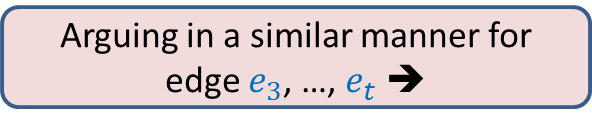 Arguing in a similar manner for
edge e₃, …, eₜ ➔